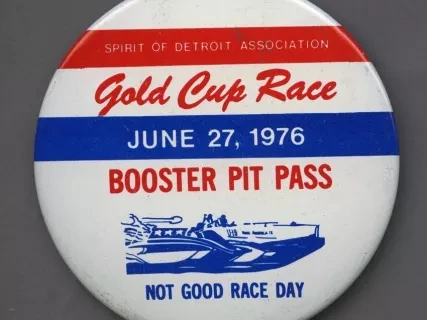 SPIRIT OF DETROIT ASSOCIATION
Gold Cup Race
JUNE 27, 1976
BOOSTER PIT PASS
NOT GOOD RACE DAY